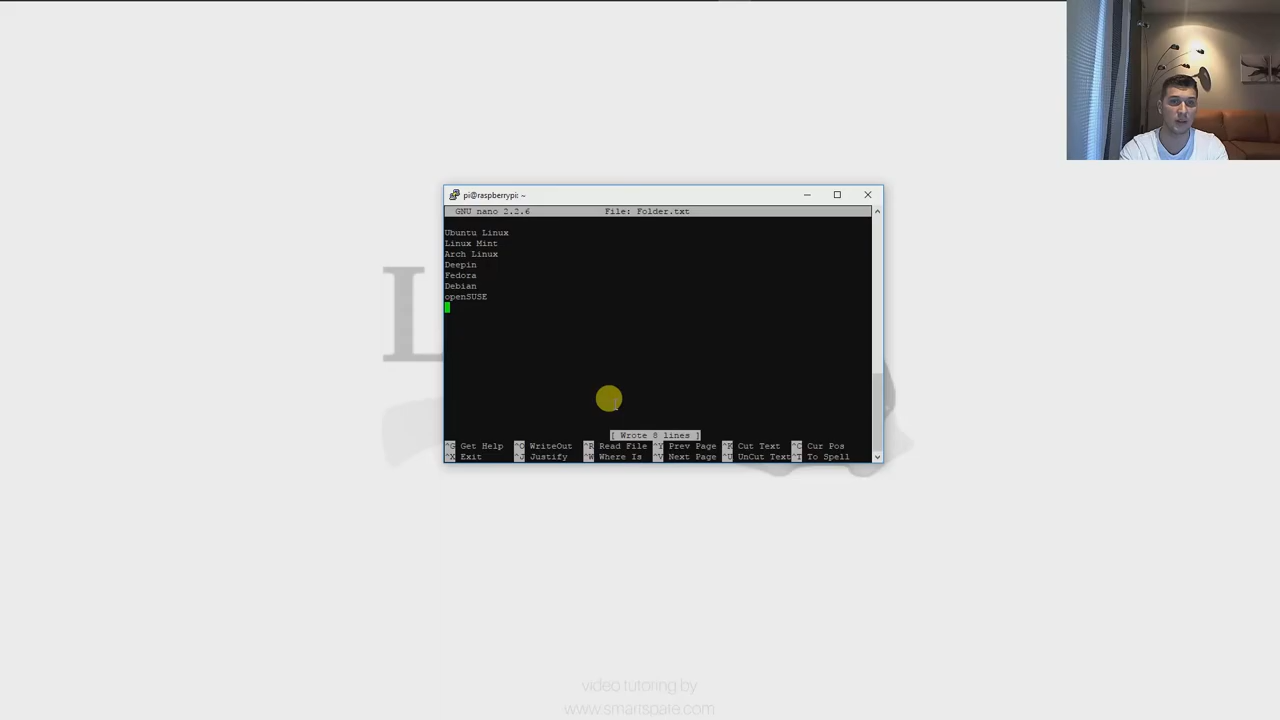 pi@raspberrypi: ~
GNU nano 2.2.6 File: Folder.txt
Ubuntu Linux
Linux Mint
Arch Linux
Deepin
Fedora
Debian
openSUSE
[ Wrote 8 lines ]
^G Get Help ^O WriteOut ^R Read File ^Y Prev Page ^K Cut Text ^C Cur Pos
^X Exit ^J Justify ^W Where Is ^V Next Page ^U UnCut Text ^T To Spell
video tutoring by
www.smartspate.com